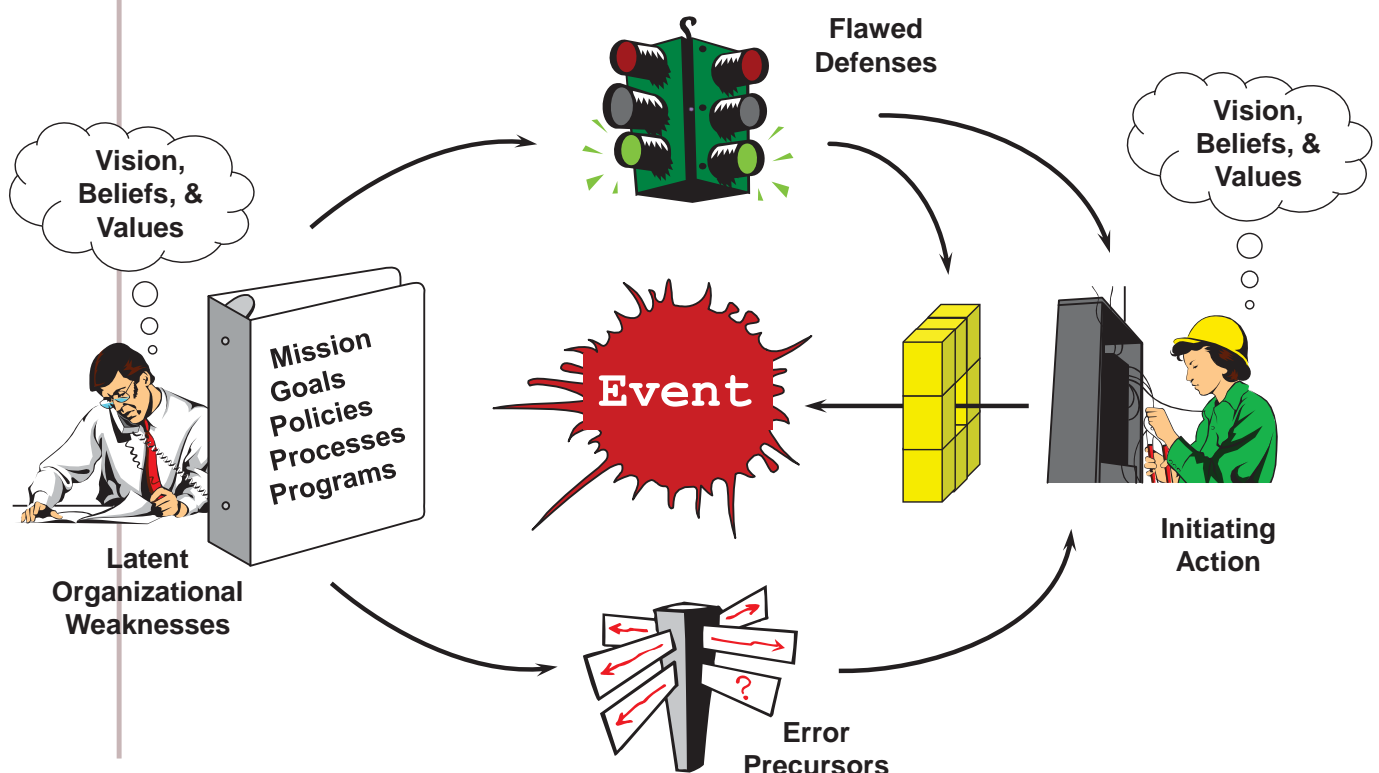 Flawed
Defenses
Vision,
Beliefs, &
Values
Vision,
Beliefs, &
Values
Mission
Goals
Policies
Processes
Programs
Event
Latent
Organizational
Weaknesses
Initiating
Action
?
Error
Precursors